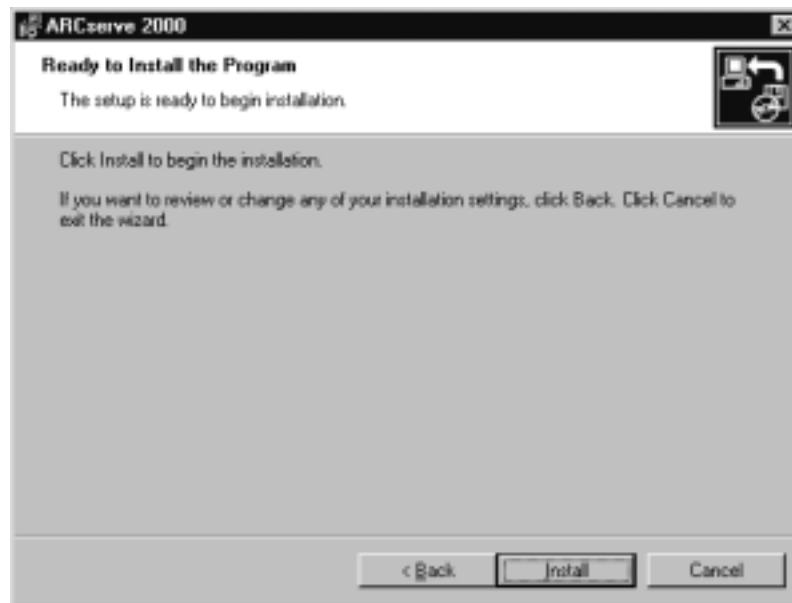 ARCserve 2000
Ready to Install the Program
The setup is ready to begin installation.
Click Install to begin the installation.
If you want to review or change any of your installation settings, click Back. Click Cancel to
exit the wizard.
< Back
Install
Cancel